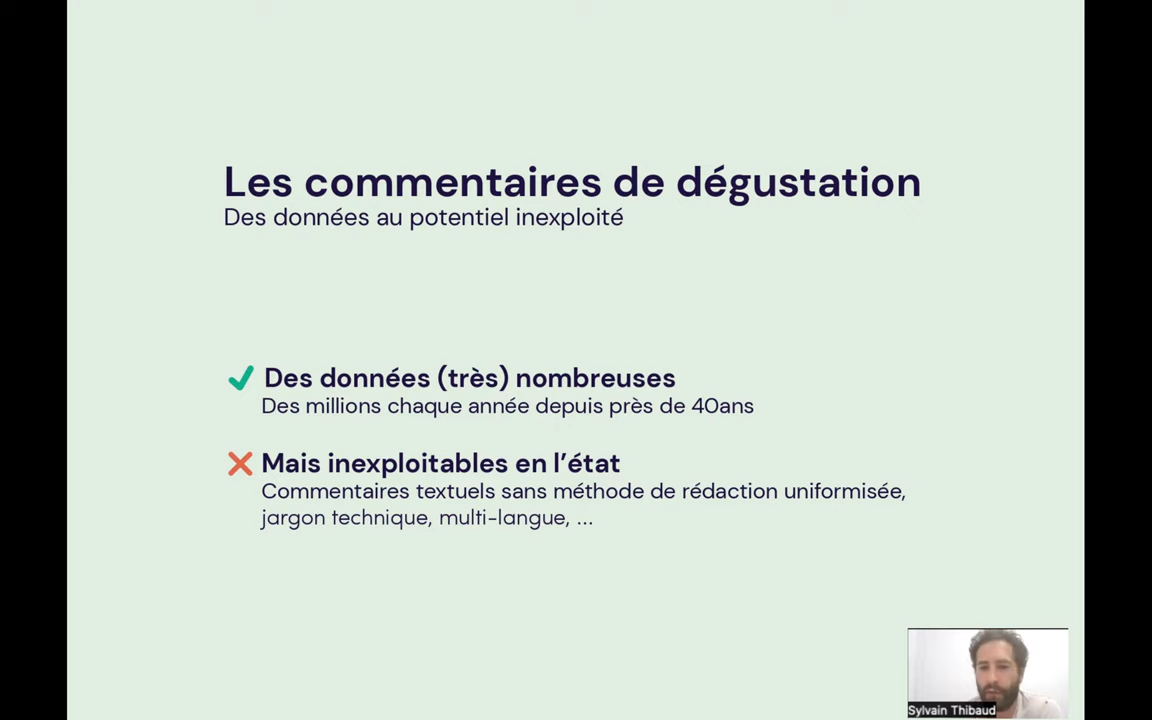 Les commentaires de dégustation
Des données au potentiel inexploité
Des données (très) nombreuses
Des millions chaque année depuis près de 40ans
Mais inexploitables en l’état
Commentaires textuels sans méthode de rédaction uniformisée,
jargon technique, multi-langue, ...
Sylvain Thibaud